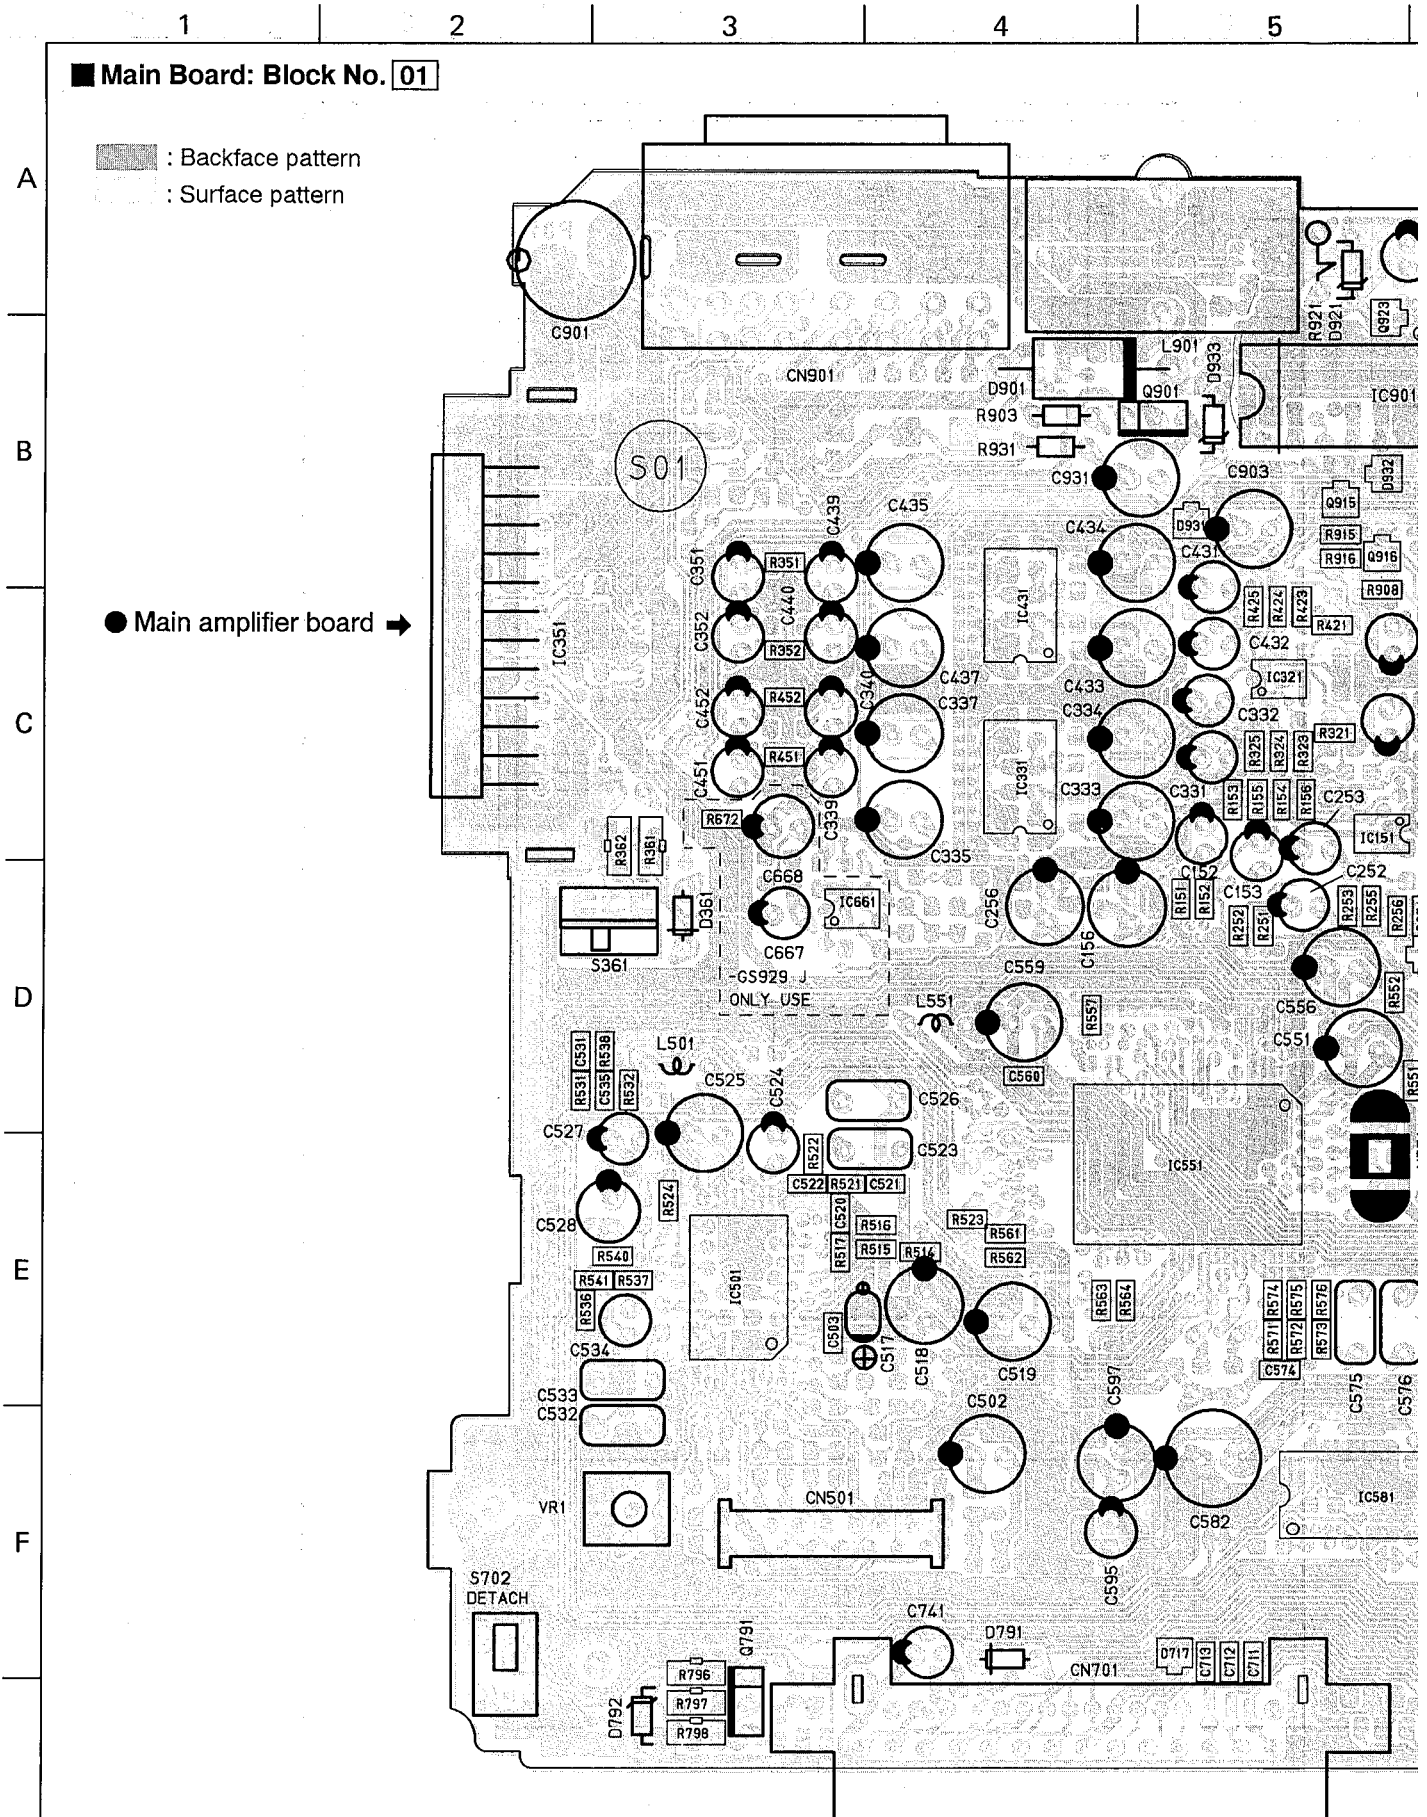 1 2 3 4 5
■ Main Board: Block No. 01
: Backface pattern
: Surface pattern
A
C901
CN901
R921
D921
Q923
L901
D933
D901
Q901
IC901
R903
R931
B
S01
C931
C903
D932
Q915
C439
C435
C434
D931
R915
C431
R916
Q916
C351
R351
R908
C440
IC431
R425
R424
R423
● Main amplifier board ➡
IC351
C352
R421
C432
R352
C340
C437
C433
IC321
C452
R452
C337
C334
C332
C
R321
R325
R324
R323
C451
R451
IC331
C333
C331
R153
R155
R154
R156
C253
R672
C339
IC151
R362
R361
C335
C668
C152
C252
D361
IC661
C256
C156
R151
R152
C153
R253
R255
R256
R252
R251
C667
S361
C559
-GS929 J
ONLY USE
D
L551
R557
C556
R552
C551
C531
R538
L501
C525
C524
C560
R551
R531
C535
R532
C526
C527
R522
C523
IC551
C522
R521
C521
R524
C528
C520
R516
R523
R561
R540
R517
R515
R514
R562
E
R541
R537
IC501
R563
R564
R574
R575
R576
R536
C503
R571
R572
R573
C534
C517
C518
C519
C597
C574
C533
C575
C576
C532
C502
VR1
CN501
IC581
C582
F
C595
S702
DETACH
C741
D791
Q791
D717
C713
C712
C711
R796
CN701
R797
D792
R798